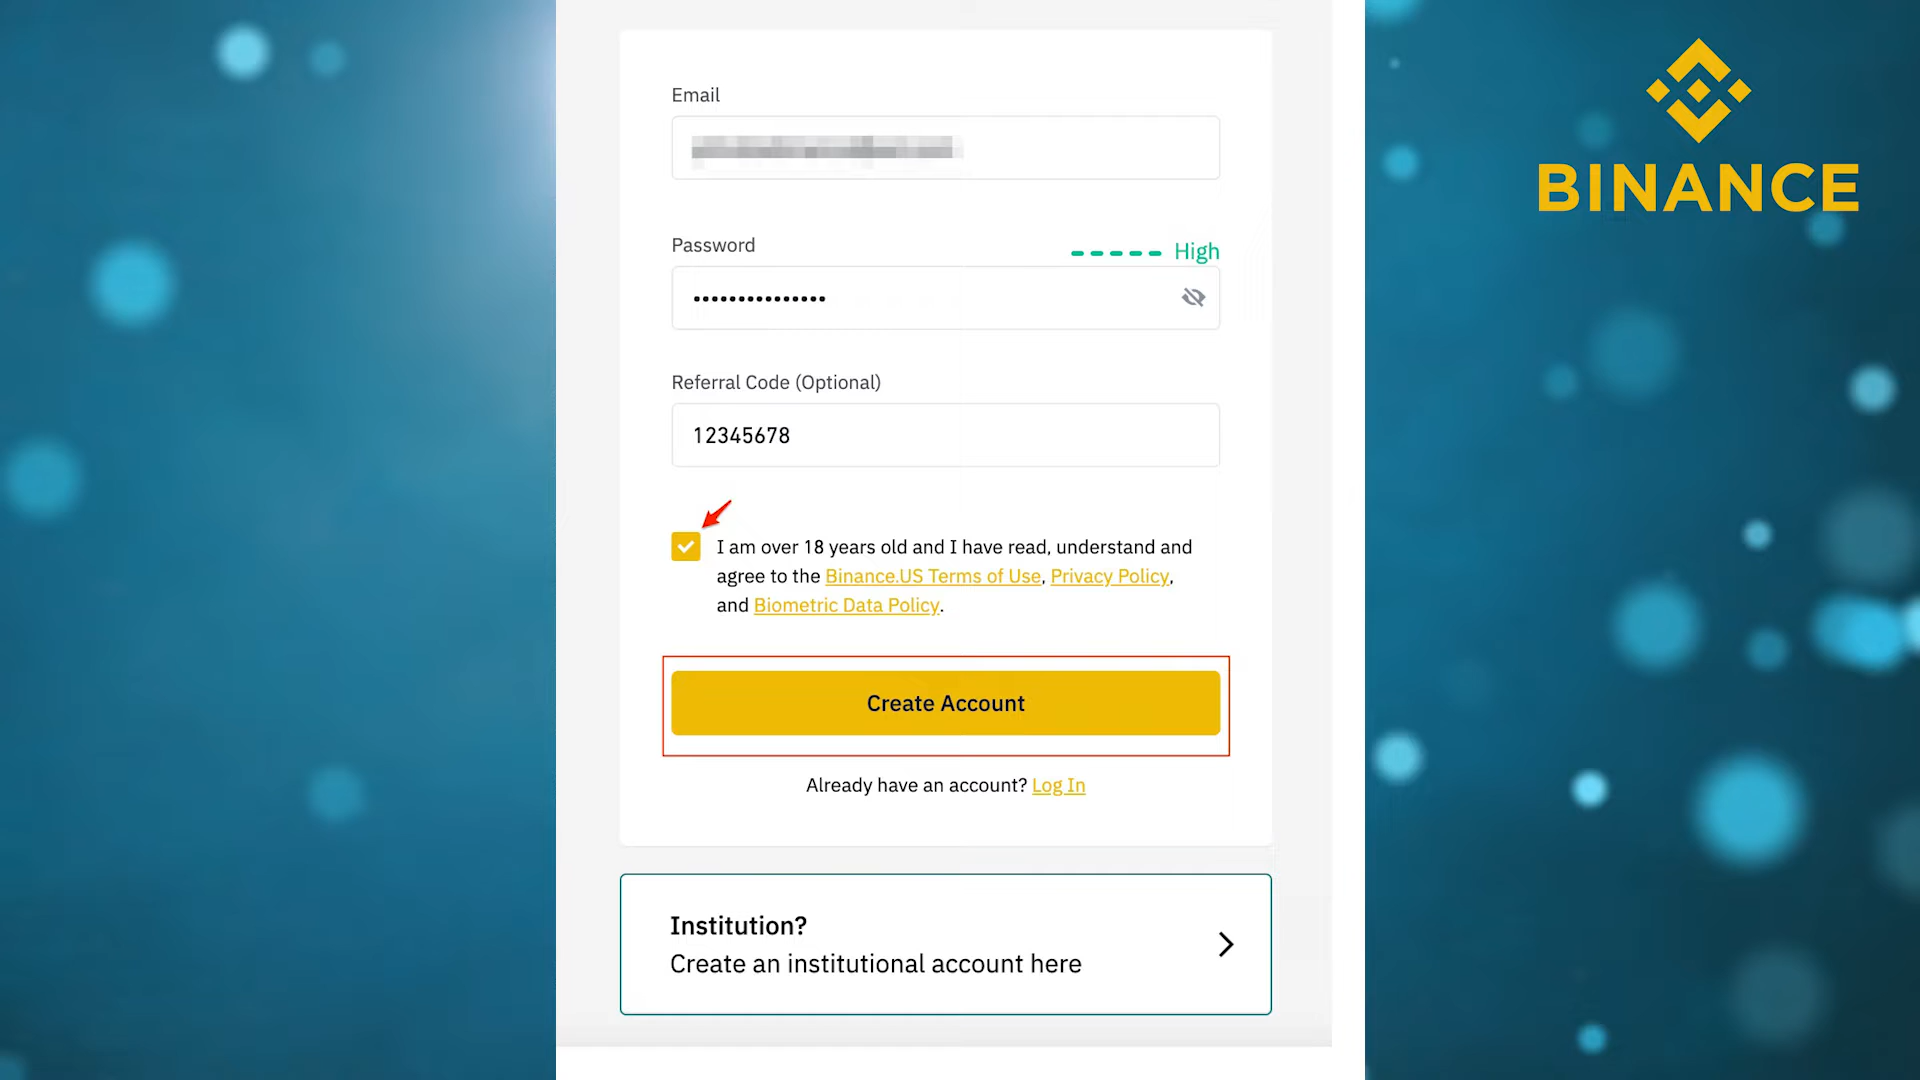 BINANCE
Email
Password
High
•••••••••••••••
Referral Code (Optional)
12345678
I am over 18 years old and I have read, understand and
agree to the Binance.US Terms of Use, Privacy Policy,
and Biometric Data Policy.
Create Account
Already have an account? Log In
Institution?
Create an institutional account here